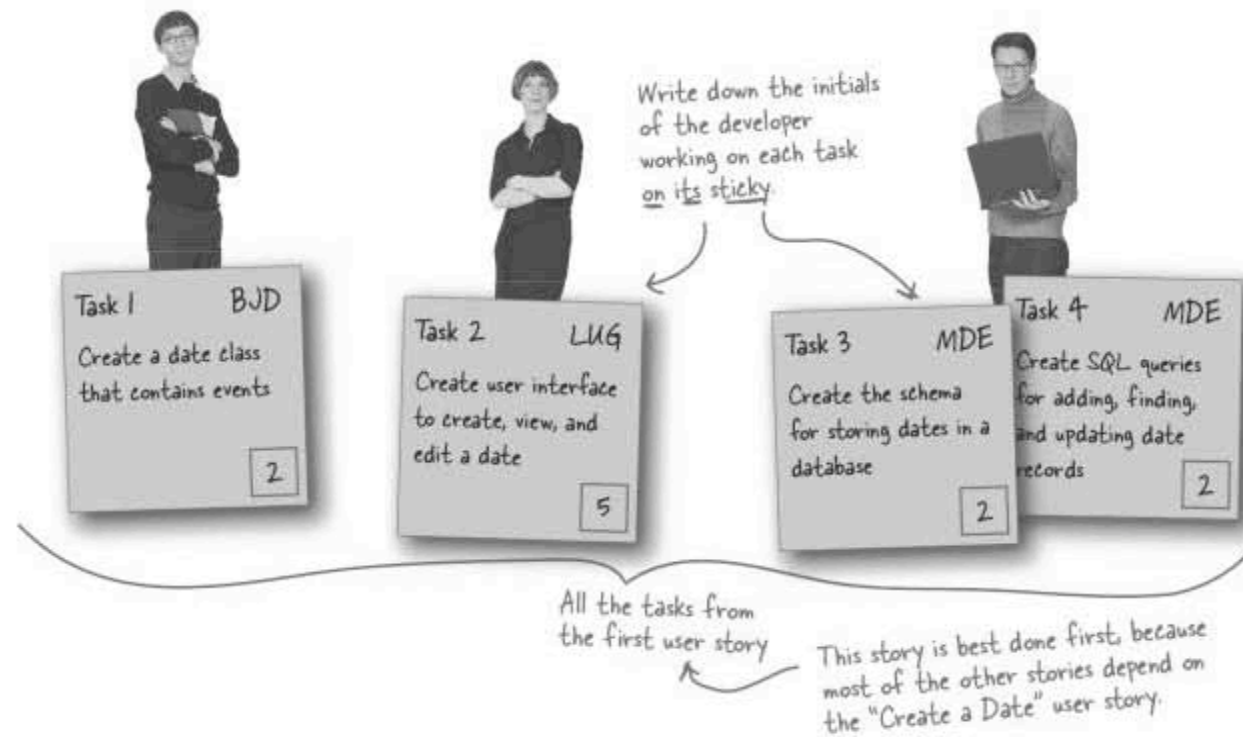 Write down the initials
of the developer
working on each task
on its sticky.
Task 1 BJD
Create a date class
that contains events
2
Task 2 LUG
Create user interface
to create, view, and
edit a date
5
Task 3 MDE
Create the schema
for storing dates in a
database
2
Task 4 MDE
Create SQL queries
for adding, finding,
and updating date
records
2
All the tasks from
the first user story
This story is best done first, because
most of the other stories depend on
the "Create a Date" user story.